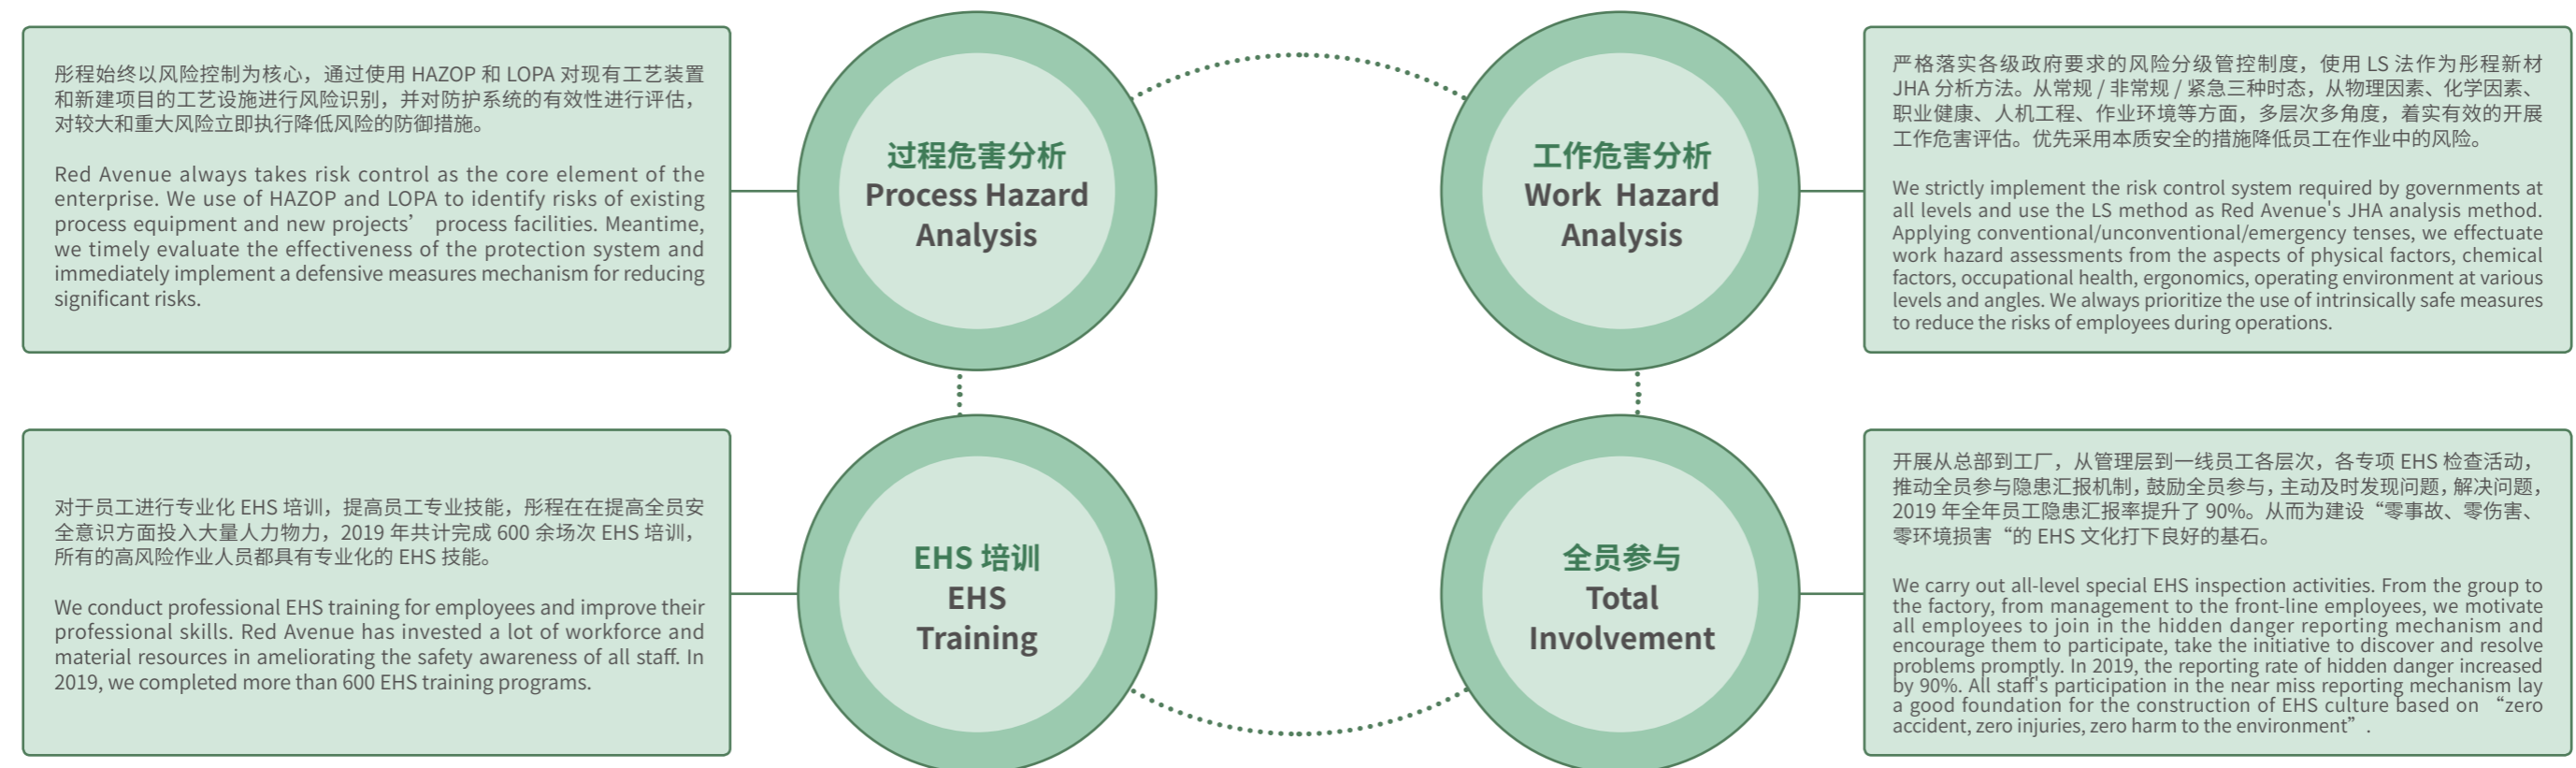 彤程始终以风险控制为核心，通过使用 HAZOP 和 LOPA 对现有工艺装置
和新建项目的工艺设施进行风险识别，并对防护系统的有效性进行评估，
对较大和重大风险立即执行降低风险的防御措施。
Red Avenue always takes risk control as the core element of the
enterprise. We use of HAZOP and LOPA to identify risks of existing
process equipment and new projects’ process facilities. Meantime,
we timely evaluate the effectiveness of the protection system and
immediately implement a defensive measures mechanism for reducing
significant risks.
过程危害分析
Process Hazard
Analysis
工作危害分析
Work Hazard
Analysis
严格落实各级政府要求的风险分级管控制度，使用 LS 法作为彤程新材
JHA 分析方法。从常规 / 非常规 / 紧急三种时态，从物理因素、化学因素、
职业健康、人机工程、作业环境等方面，多层次多角度，着实有效的开展
工作危害评估。优先采用本质安全的措施降低员工在作业中的风险。
We strictly implement the risk control system required by governments at
all levels and use the LS method as Red Avenue's JHA analysis method.
Applying conventional/unconventional/emergency tenses, we effectuate
work hazard assessments from the aspects of physical factors, chemical
factors, occupational health, ergonomics, operating environment at various
levels and angles. We always prioritize the use of intrinsically safe measures
to reduce the risks of employees during operations.
对于员工进行专业化 EHS 培训，提高员工专业技能，彤程在在提高全员安
全意识方面投入大量人力物力，2019 年共计完成 600 余场次 EHS 培训，
所有的高风险作业人员都具有专业化的 EHS 技能。
We conduct professional EHS training for employees and improve their
professional skills. Red Avenue has invested a lot of workforce and
material resources in ameliorating the safety awareness of all staff. In
2019, we completed more than 600 EHS training programs.
EHS 培训
EHS
Training
全员参与
Total
Involvement
开展从总部到工厂，从管理层到一线员工各层次，各专项 EHS 检查活动，
推动全员参与隐患汇报机制，鼓励全员参与，主动及时发现问题，解决问题，
2019 年全年员工隐患汇报率提升了 90%。从而为建设“零事故、零伤害、
零环境损害“的 EHS 文化打下良好的基石。
We carry out all-level special EHS inspection activities. From the group to
the factory, from management to the front-line employees, we motivate
all employees to join in the hidden danger reporting mechanism and
encourage them to participate, take the initiative to discover and resolve
problems promptly. In 2019, the reporting rate of hidden danger increased
by 90%. All staff's participation in the near miss reporting mechanism lay
a good foundation for the construction of EHS culture based on “zero
accident, zero injuries, zero harm to the environment”.